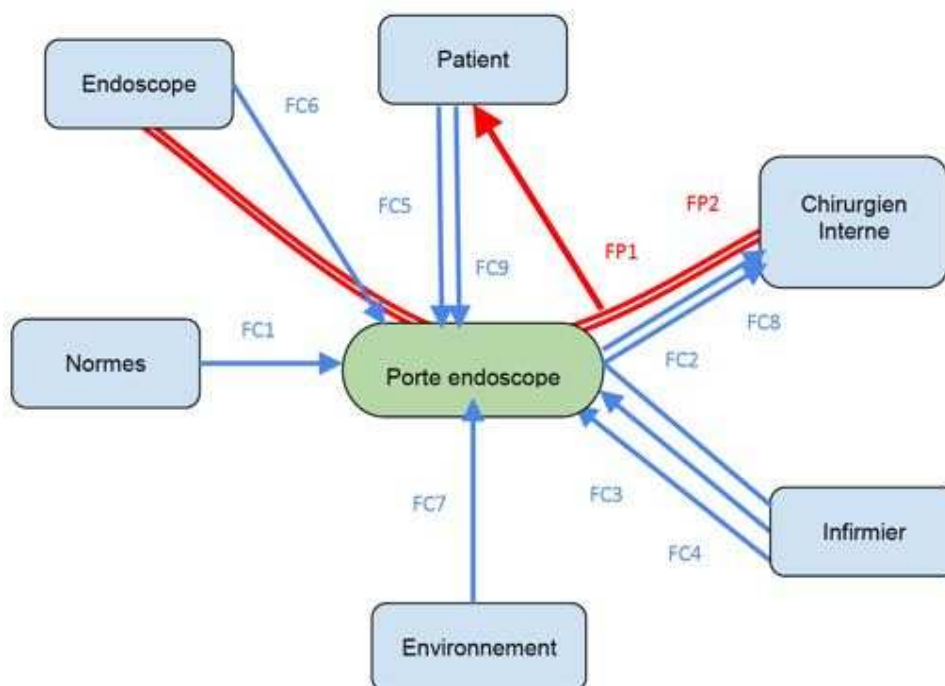 Patient
Endoscope
FC6
Chirurgien
Interne
FC5
FP2
FP1
FC9
FC1
FC8
Normes
Porte endoscope
FC2
FC7
FC3
Infirmier
FC4
Environnement